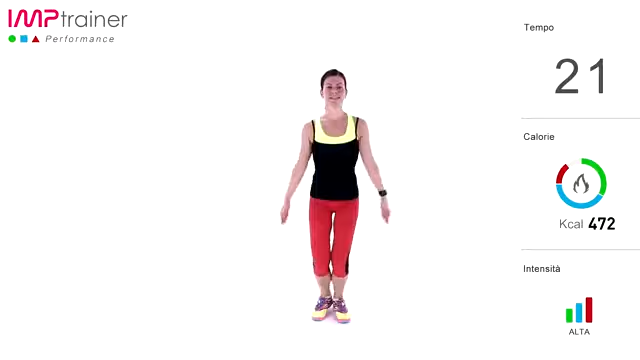 IMPtrainer
Performance
Tempo
21
Calorie
Kcal 472
Intensità
ALTA